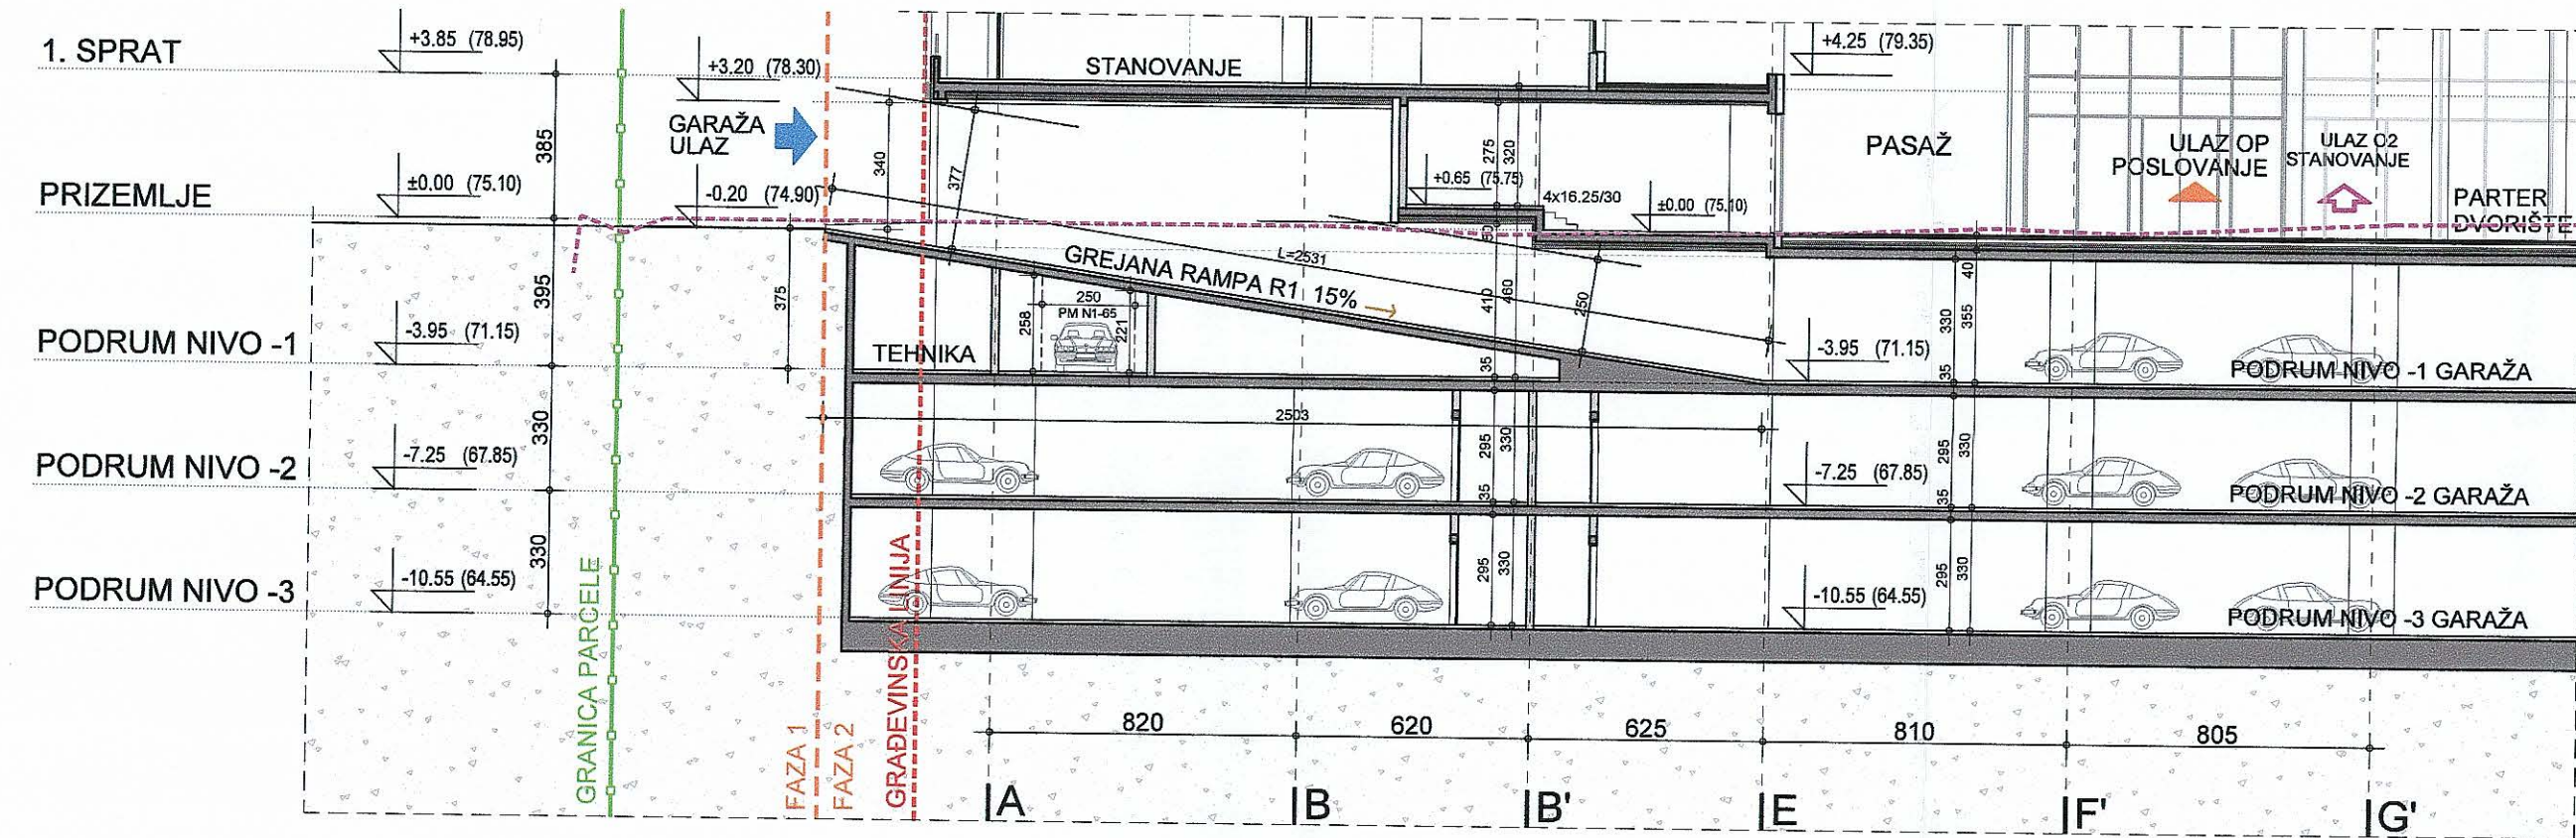 1. SPRAT
+3.85 (78.95)
+3.20 (78.30)
STANOVANJE
+4.25 (79.35)
GARAŽA
ULAZ
385
340
377
275
320
PASAŽ
ULAZ OP
POSLOVANJE
ULAZ O2
STANOVANJE
PRIZEMLJE
±0.00 (75.10)
-0.20 (74.90)
+0.65 (75.75)
4x16.25/30
±0.00 (75.10)
PARTER
DVORIŠTE
395
375
GREJANA RAMPA R1 15%
L=2531
410
460
250
40
330
355
PODRUM NIVO -1
-3.95 (71.15)
TEHNIKA
258
250
PM N1-65
221
35
-3.95 (71.15)
35
PODRUM NIVO -1 GARAŽA
330
2503
295
330
295
330
PODRUM NIVO -2
-7.25 (67.85)
35
-7.25 (67.85)
35
PODRUM NIVO -2 GARAŽA
330
295
330
295
330
PODRUM NIVO -3
-10.55 (64.55)
-10.55 (64.55)
PODRUM NIVO -3 GARAŽA
GRANICA PARCELE
FAZA 1
FAZA 2
GRAĐEVINSKA LINIJA
820
620
625
810
805
A
B
B'
E
F'
G'